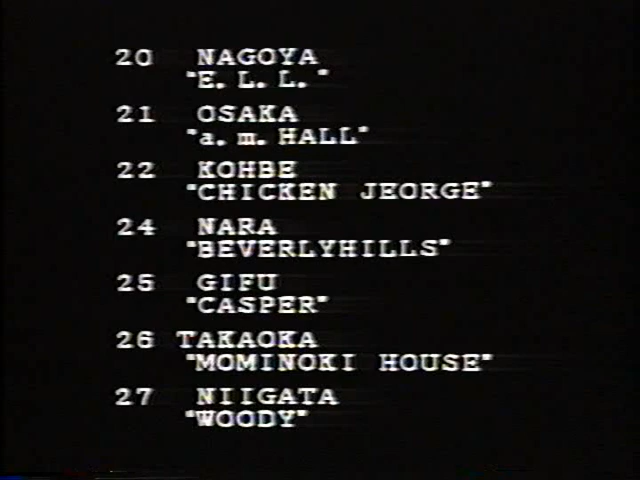 20 NAGOYA
"E. L. L."
21 OSAKA
"a. m. HALL"
22 KOHBE
"CHICKEN JEORGE"
24 NARA
"BEVERLYHILLS"
25 GIFU
"CASPER"
26 TAKAOKA
"MOMINOKI HOUSE"
27 NIIGATA
"WOODY"